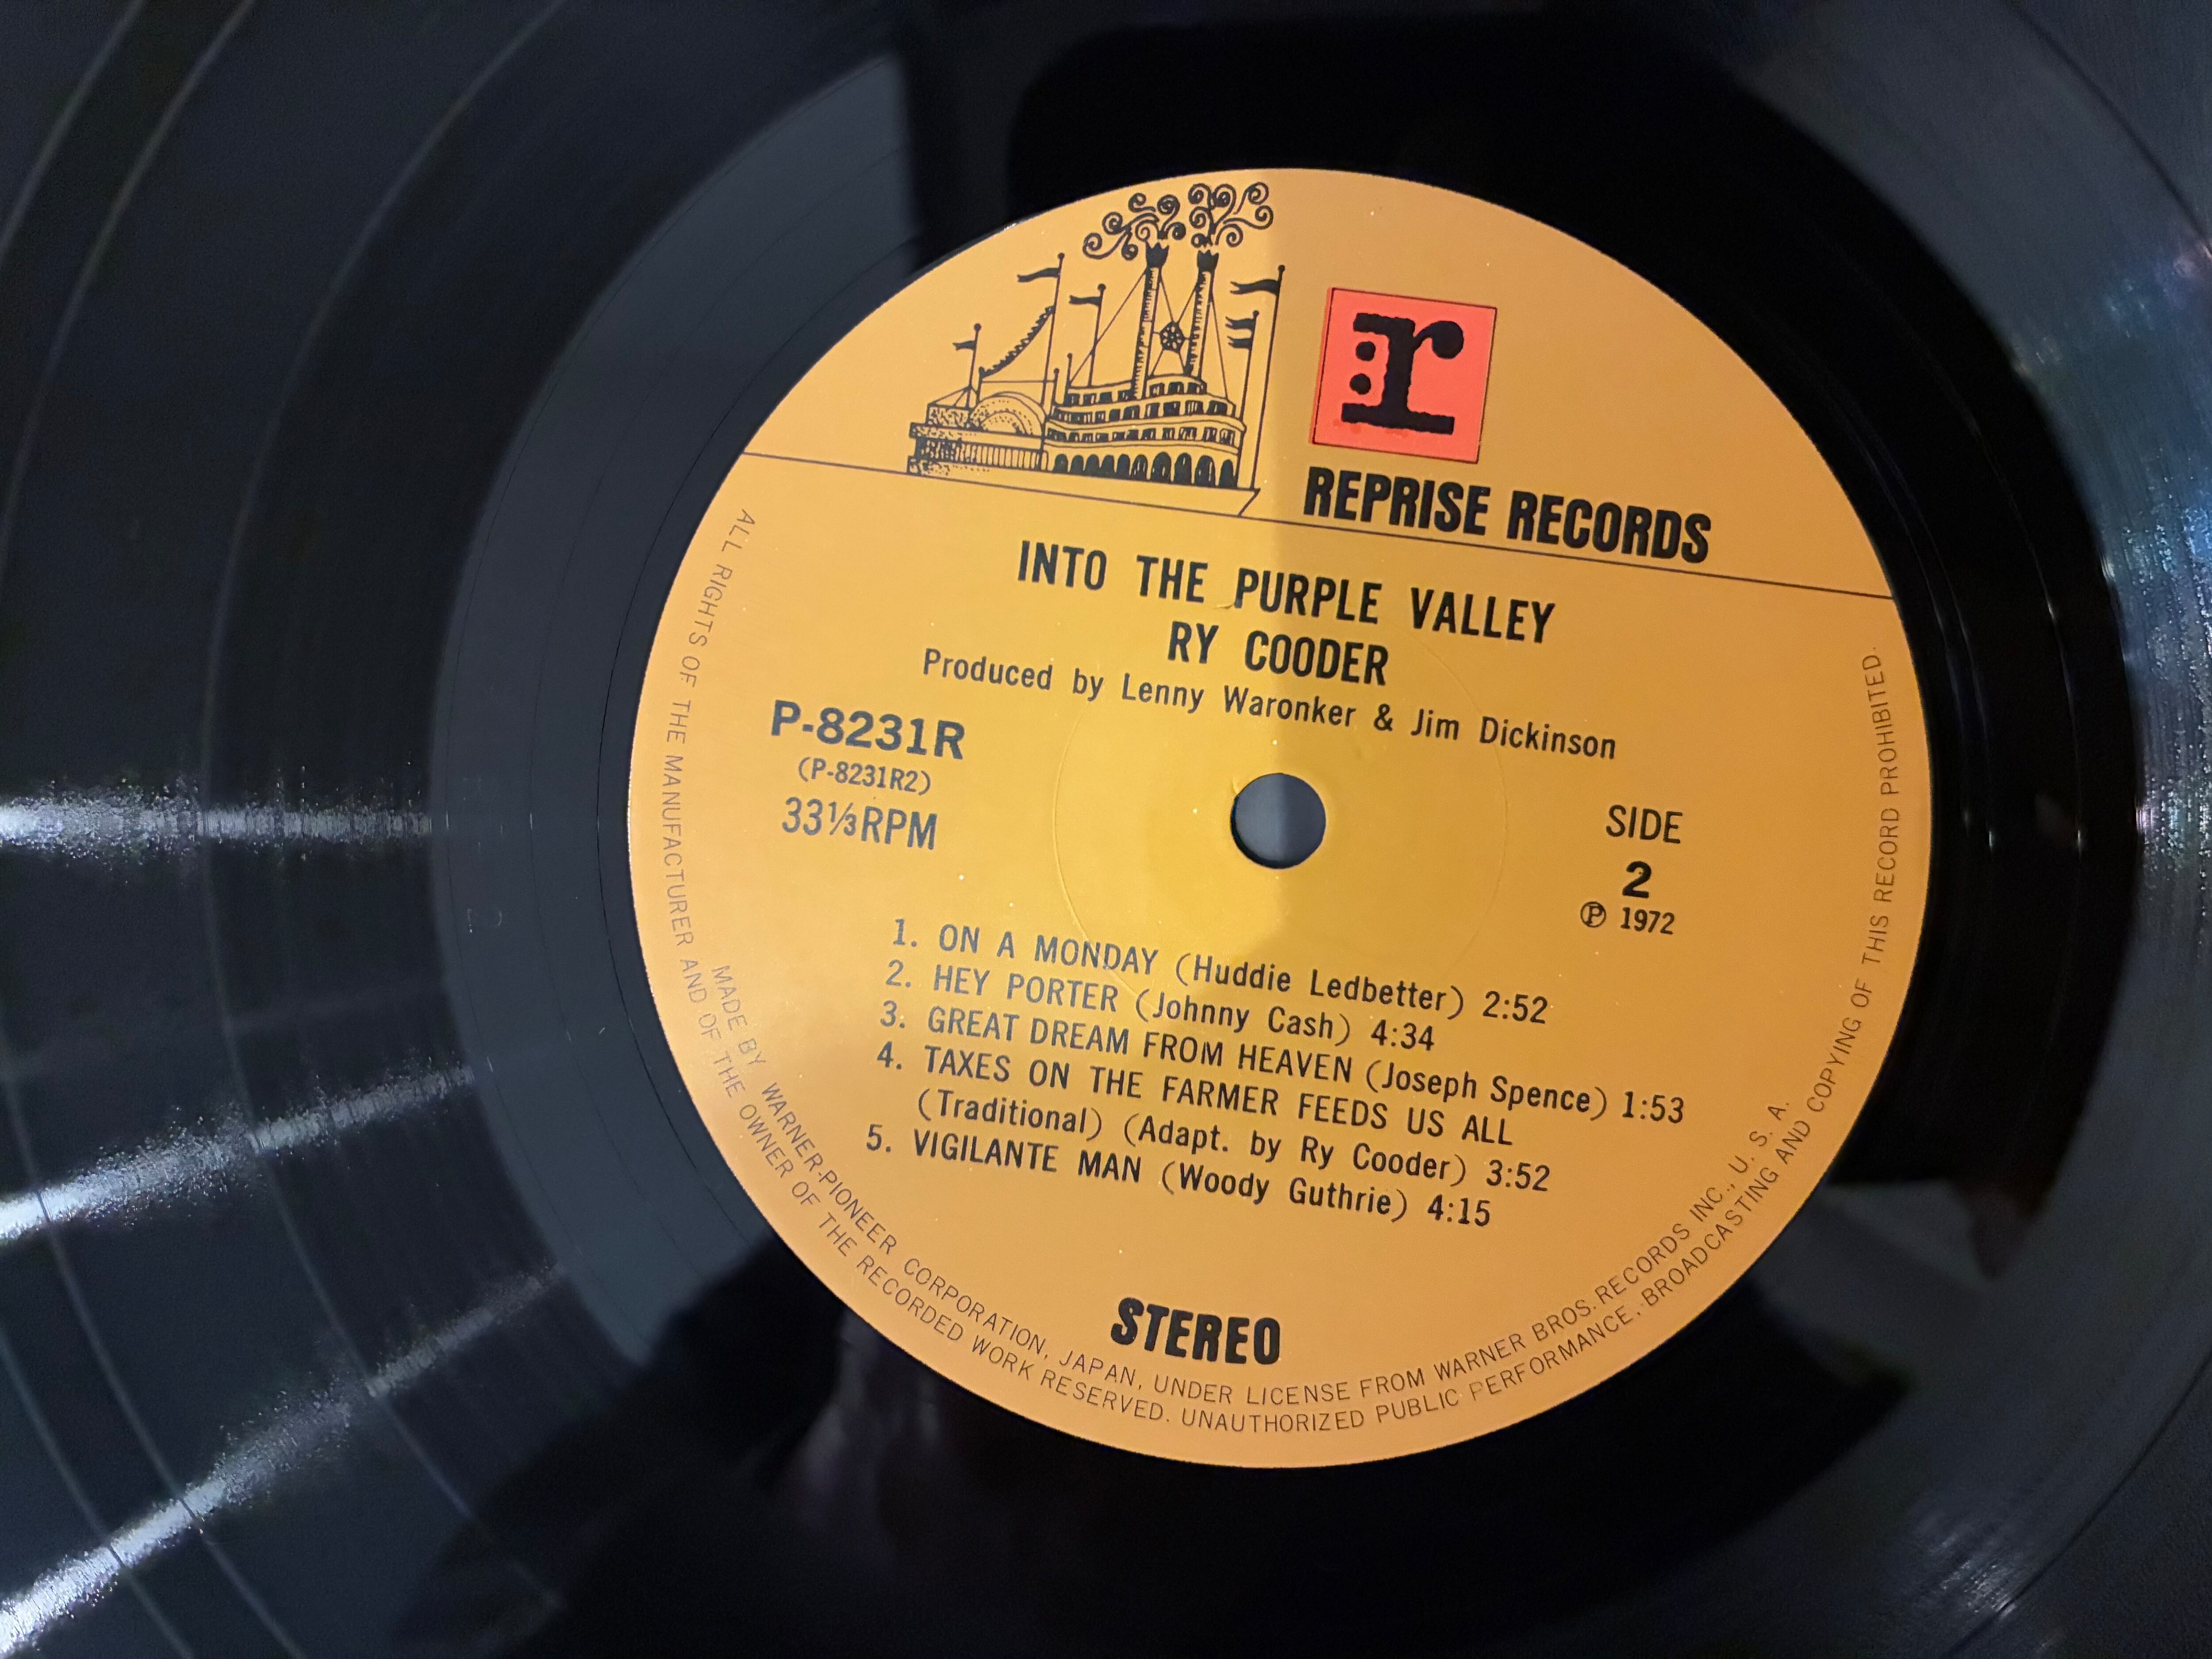 r
REPRISE RECORDS
INTO THE PURPLE VALLEY
RY COODER
Produced by Lenny Waronker & Jim Dickinson
P-8231R
(P-8231R2)
33⅓RPM
SIDE
2
Ⓟ 1972
1. ON A MONDAY (Huddie Ledbetter) 2:52
2. HEY PORTER (Johnny Cash) 4:34
3. GREAT DREAM FROM HEAVEN (Joseph Spence) 1:53
4. TAXES ON THE FARMER FEEDS US ALL
(Traditional) (Adapt. by Ry Cooder) 3:52
5. VIGILANTE MAN (Woody Guthrie) 4:15
STEREO
MADE BY WARNER-PIONEER CORPORATION, JAPAN, UNDER LICENSE FROM WARNER BROS. RECORDS INC., U. S. A.
ALL RIGHTS OF THE MANUFACTURER AND OF THE OWNER OF THE RECORDED WORK RESERVED. UNAUTHORIZED PUBLIC PERFORMANCE, BROADCASTING AND COPYING OF THIS RECORD PROHIBITED.